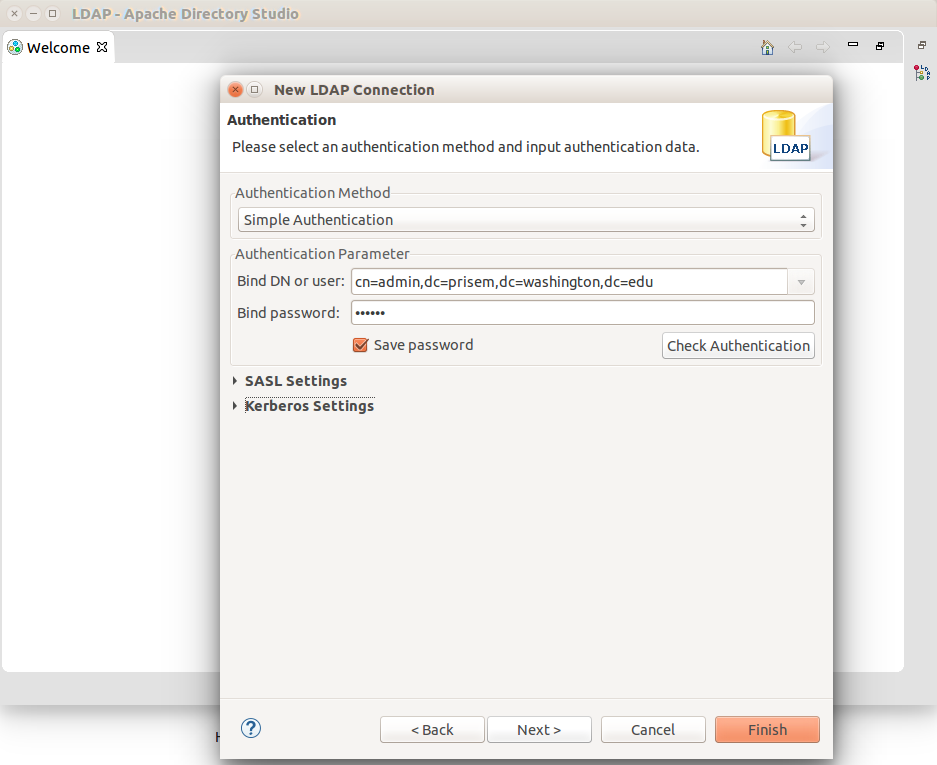 LDAP - Apache Directory Studio
Welcome
New LDAP Connection
Authentication
Please select an authentication method and input authentication data.
LDAP
Authentication Method
Simple Authentication
Authentication Parameter
Bind DN or user: cn=admin,dc=prisem,dc=washington,dc=edu
Bind password: ••••••
Save password Check Authentication
SASL Settings
Kerberos Settings
? < Back Next > Cancel Finish